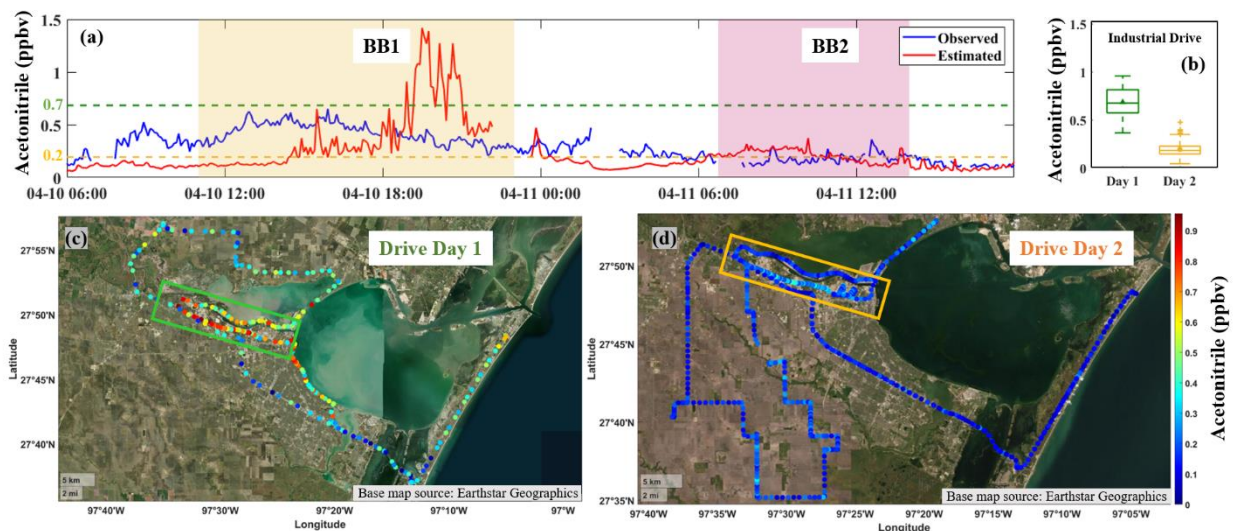 (a)
BB1
BB2
Observed
Estimated
Acetonitrile (ppbv)
1.5
1
0.7
0.5
0.2
0
04-10 06:00
04-10 12:00
04-10 18:00
04-11 00:00
04-11 06:00
04-11 12:00
Industrial Drive
(b)
Acetonitrile (ppbv)
1.5
1
0.5
0
Day 1
Day 2
(c)
Drive Day 1
27°55'N
27°50'N
27°45'N
27°40'N
Latitude
5 km
2 mi
Base map source: Earthstar Geographics
97°40'W
97°30'W
97°20'W
97°10'W
97°W
Longitude
(d)
Drive Day 2
27°50'N
27°45'N
27°40'N
27°35'N
Latitude
5 km
2 mi
Base map source: Earthstar Geographics
97°40'W
97°35'W
97°30'W
97°25'W
97°20'W
97°15'W
97°10'W
97°05'W
Longitude
0.9
0.8
0.7
0.6
0.5
0.4
0.3
0.2
0.1
0
Acetonitrile (ppbv)